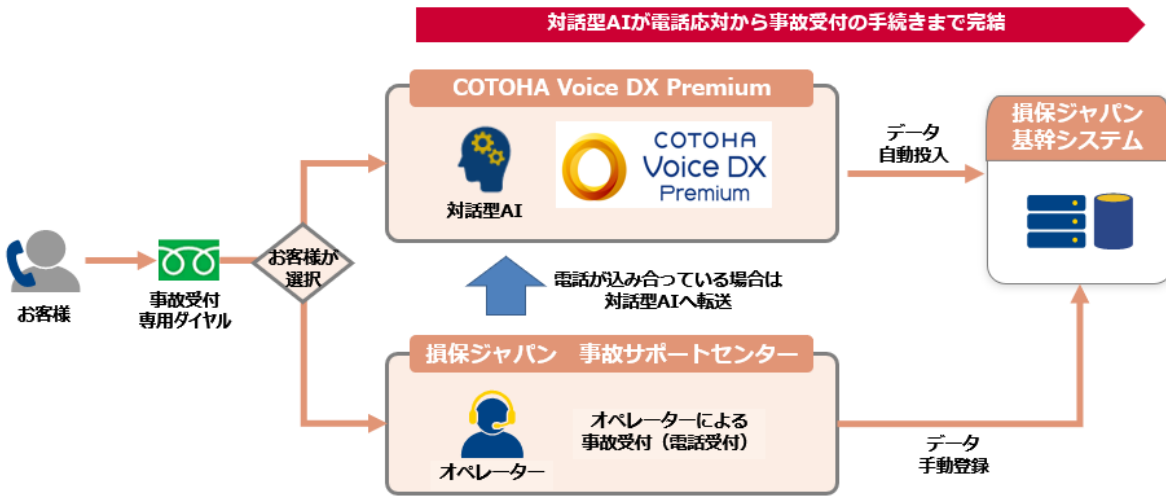 対話型AIが電話応対から事故受付の手続きまで完結
COTOHA Voice DX Premium
対話型AI
COTOHA
Voice DX
Premium
データ
自動投入
損保ジャパン
基幹システム
お客様
事故受付
専用ダイヤル
お客様が
選択
電話が込み合っている場合は
対話型AIへ転送
損保ジャパン　事故サポートセンター
オペレーター
オペレーターによる
事故受付（電話受付）
データ
手動登録